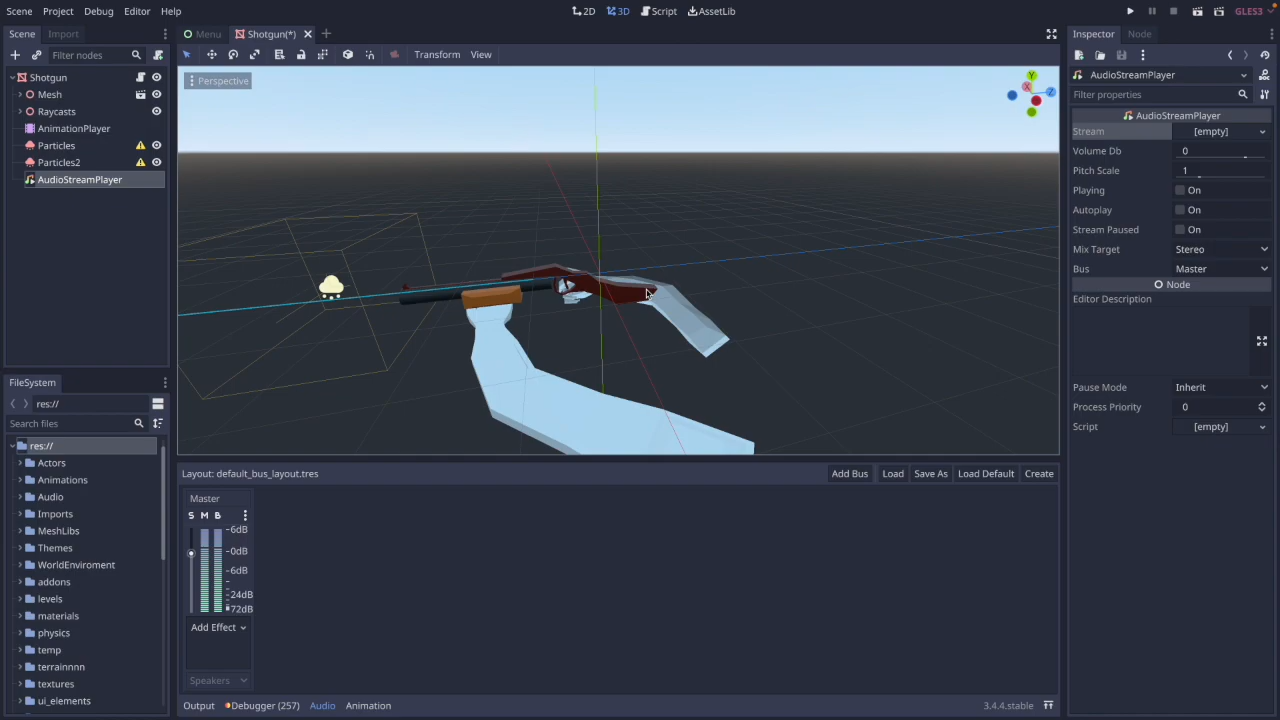 Scene Project Debug Editor Help
2D 3D Script AssetLib
GLES3
Scene Import
Filter nodes
Shotgun
Mesh
Raycasts
AnimationPlayer
Particles
Particles2
AudioStreamPlayer
FileSystem
res://
Search files
res://
Actors
Animations
Audio
Imports
MeshLibs
Themes
WorldEnviroment
addons
levels
materials
physics
temp
terrainnnn
textures
ui_elements
Menu Shotgun(*)
Transform View
Perspective
Y
X
Z
Layout: default_bus_layout.tres
Add Bus Load Save As Load Default Create
Master
S M B
-6dB
-0dB
-6dB
-24dB
-72dB
Add Effect
Speakers
Output Debugger (257) Audio Animation
3.4.4.stable
Inspector Node
AudioStreamPlayer
Filter properties
AudioStreamPlayer
Stream [empty]
Volume Db 0
Pitch Scale 1
Playing On
Autoplay On
Stream Paused On
Mix Target Stereo
Bus Master
Node
Editor Description
Pause Mode Inherit
Process Priority 0
Script [empty]